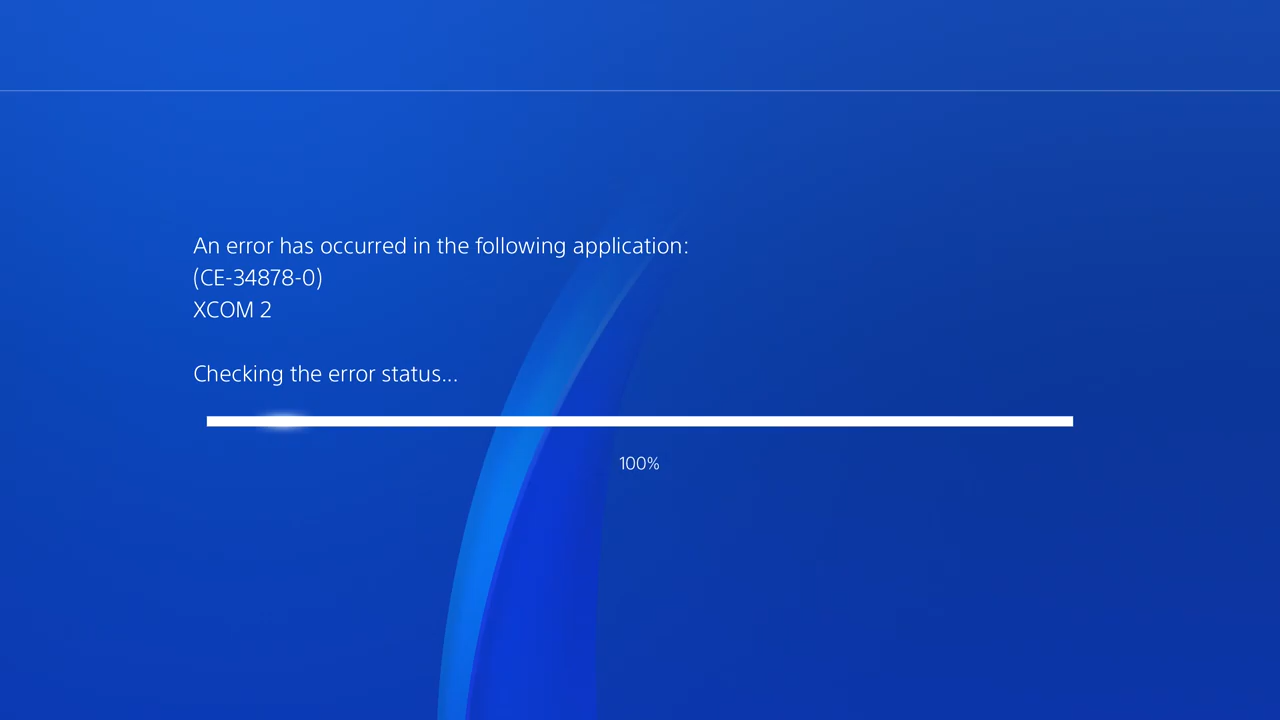 An error has occurred in the following application:
(CE-34878-0)
XCOM 2
Checking the error status...
100%